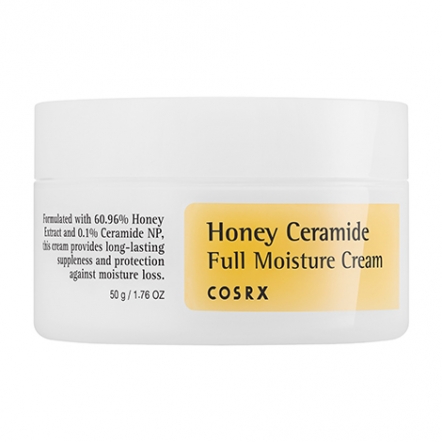 Formulated with 60.96% Honey
Extract and 0.1% Ceramide NP,
this cream provides long-lasting
suppleness and protection
against moisture loss.
50 g / 1.76 OZ
Honey Ceramide
Full Moisture Cream
COSRX